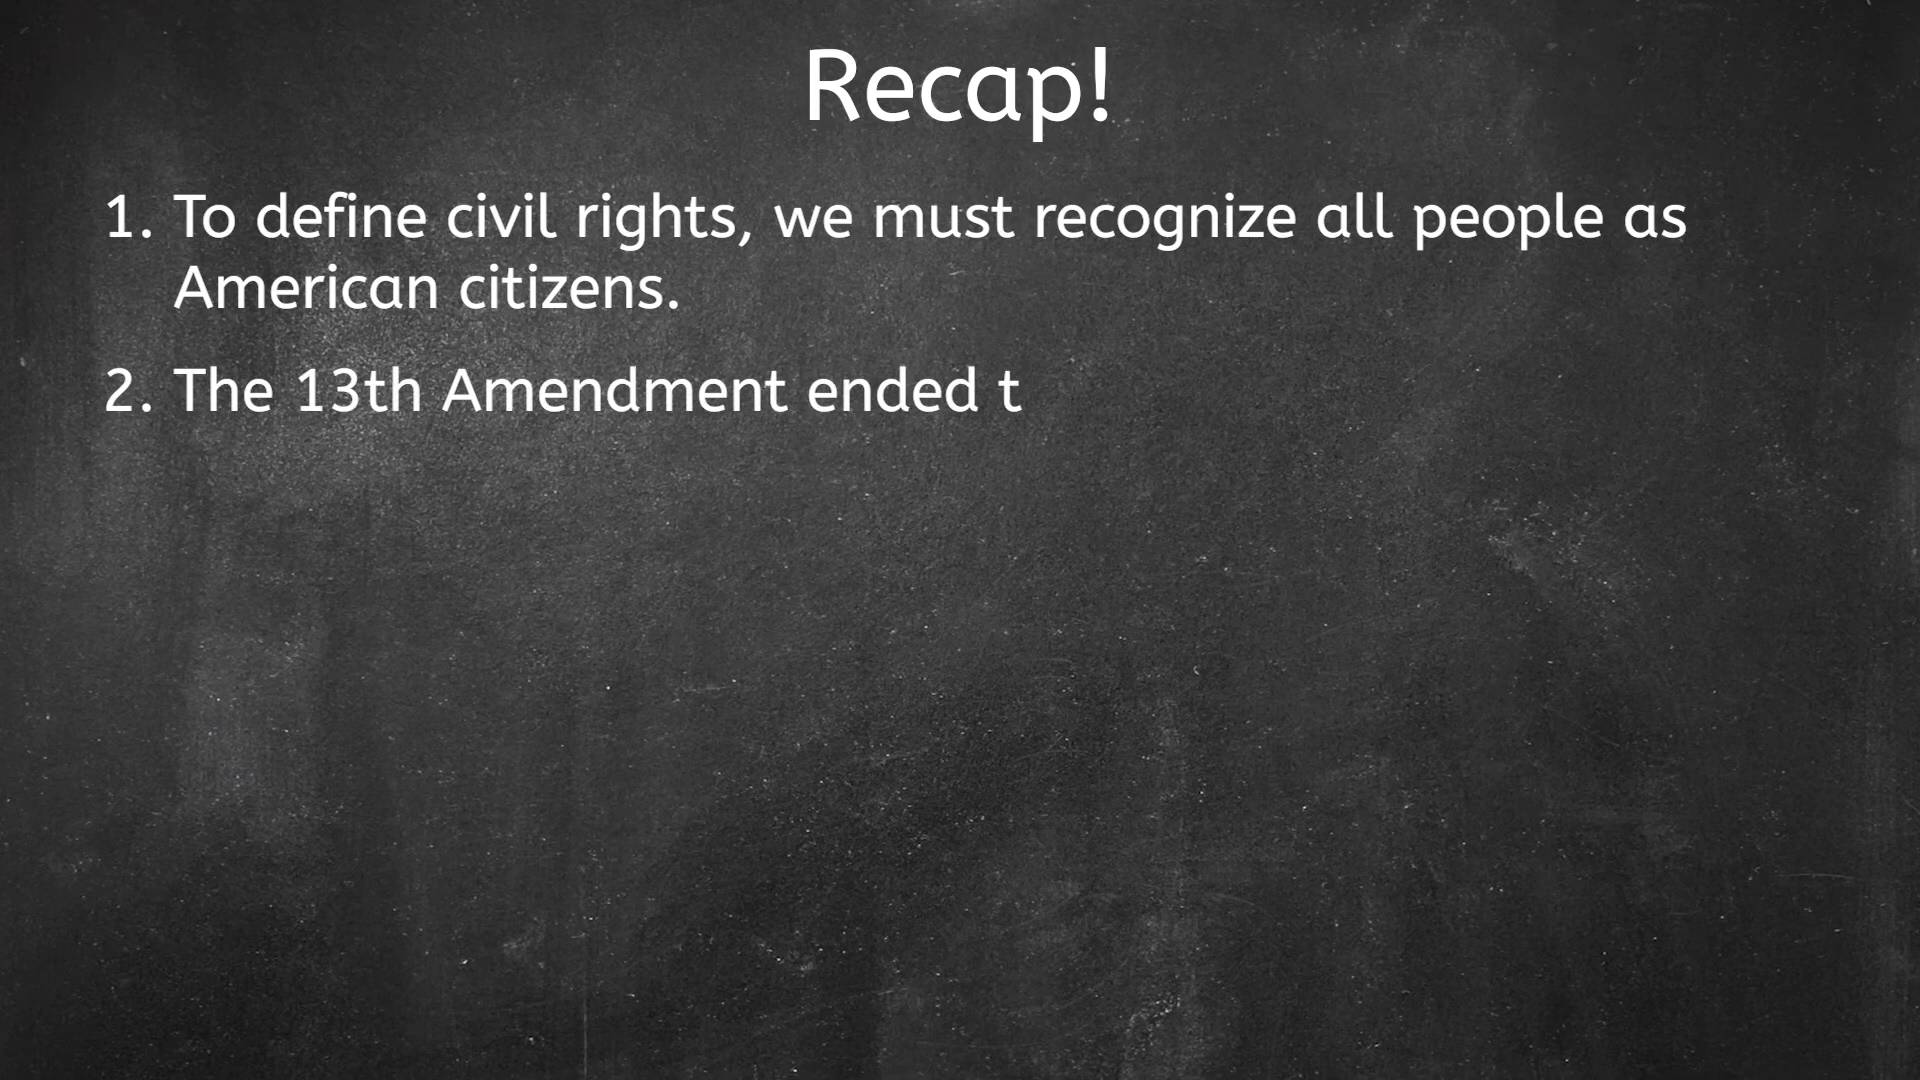 Recap!
1. To define civil rights, we must recognize all people as
American citizens.
2. The 13th Amendment ended t